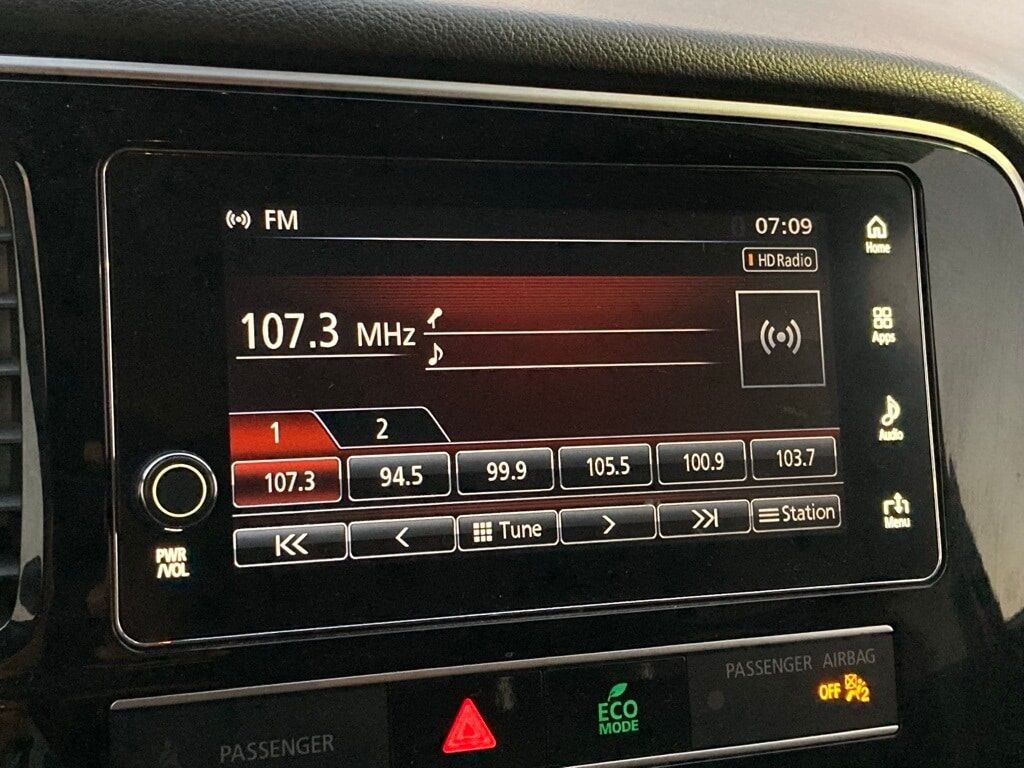 FM
07:09
HD Radio
Home
107.3 MHz
Apps
1 2
Audio
107.3 94.5 99.9 105.5 100.9 103.7
Tune Station
Menu
PWR
/VOL
PASSENGER AIRBAG
OFF 2
ECO
MODE
PASSENGER